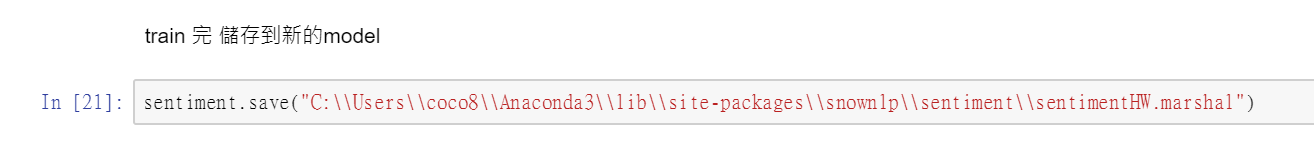 train 完 儲存到新的model
In [21]: sentiment.save("C:\\Users\\coco8\\Anaconda3\\lib\\site-packages\\snownlp\\sentiment\\sentimentHW.marshal")